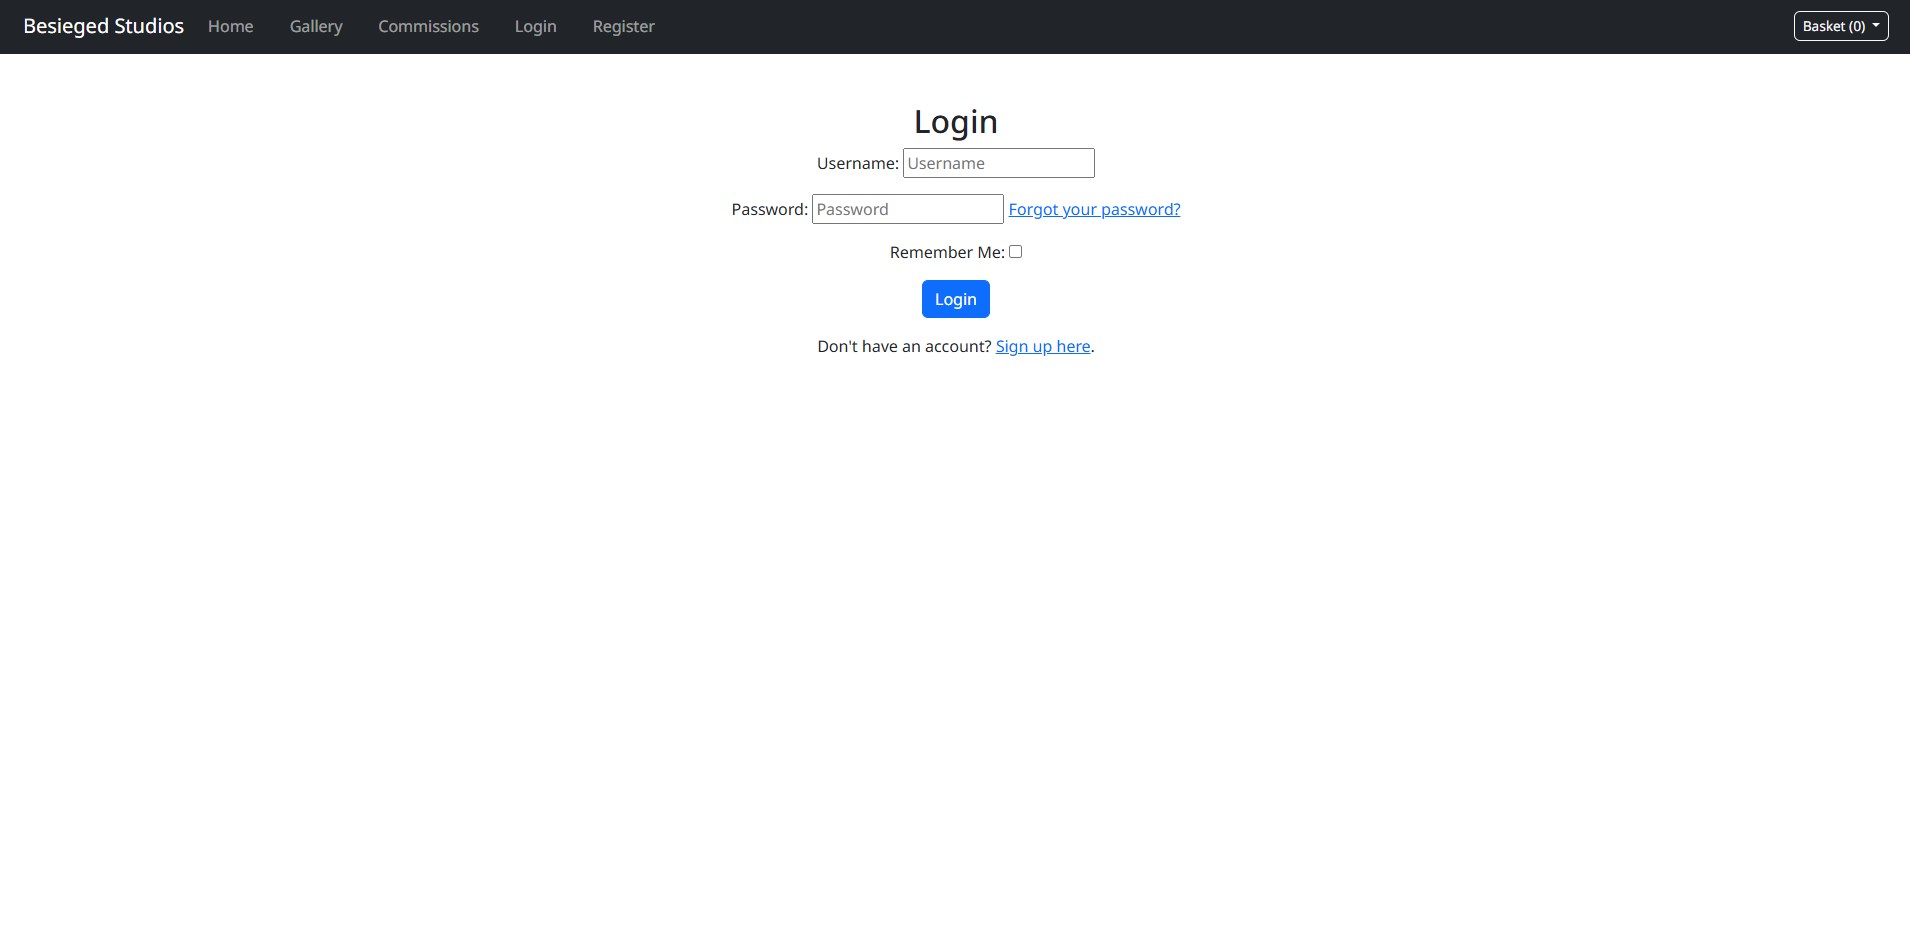 Besieged Studios Home Gallery Commissions Login Register Basket (0)
Login
Username: Username
Password: Password Forgot your password?
Remember Me:
Login
Don't have an account? Sign up here.